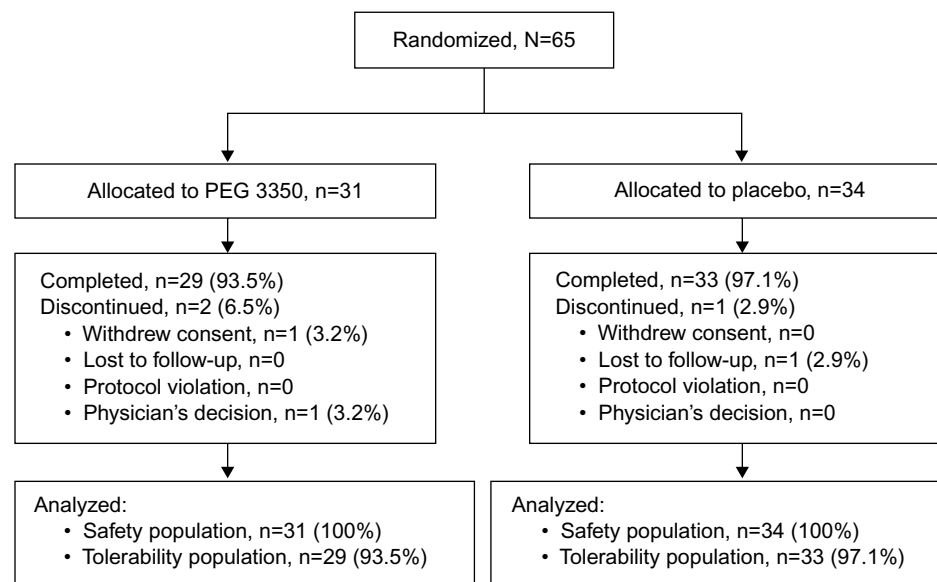 Randomized, N=65
Allocated to PEG 3350, n=31
Allocated to placebo, n=34
Completed, n=29 (93.5%)
Discontinued, n=2 (6.5%)
• Withdrew consent, n=1 (3.2%)
• Lost to follow-up, n=0
• Protocol violation, n=0
• Physician’s decision, n=1 (3.2%)
Completed, n=33 (97.1%)
Discontinued, n=1 (2.9%)
• Withdrew consent, n=0
• Lost to follow-up, n=1 (2.9%)
• Protocol violation, n=0
• Physician’s decision, n=0
Analyzed:
• Safety population, n=31 (100%)
• Tolerability population, n=29 (93.5%)
Analyzed:
• Safety population, n=34 (100%)
• Tolerability population, n=33 (97.1%)